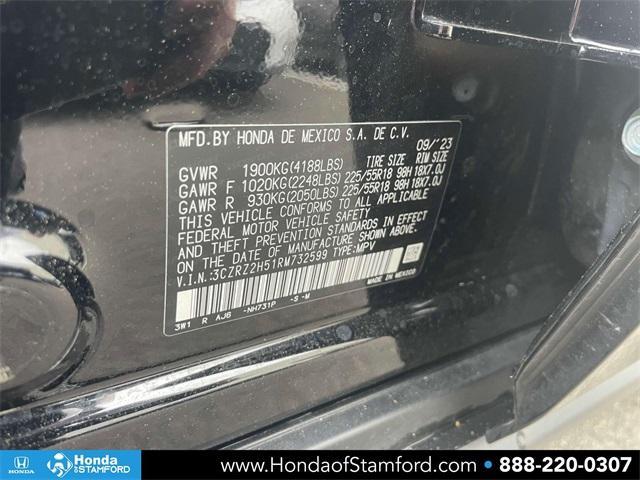 MFD.BY HONDA DE MEXICO S.A. DE C.V.
09/'23
GVWR 1900KG(4188LBS) TIRE SIZE RIM SIZE
GAWR F 1020KG(2248LBS) 225/55R18 98H 18X7.0J
GAWR R 930KG(2050LBS) 225/55R18 98H 18X7.0J
THIS VEHICLE CONFORMS TO ALL APPLICABLE
FEDERAL MOTOR VEHICLE SAFETY
AND THEFT PREVENTION STANDARDS IN EFFECT
ON THE DATE OF MANUFACTURE SHOWN ABOVE.
V.I.N.:3CZRZ2H51RM732599 TYPE:MPV
MADE IN MEXICO
3W1 R AJ6 -NH731P -S -M
HONDA
Honda
OF STAMFORD
www.HondaofStamford.com • 888-220-0307